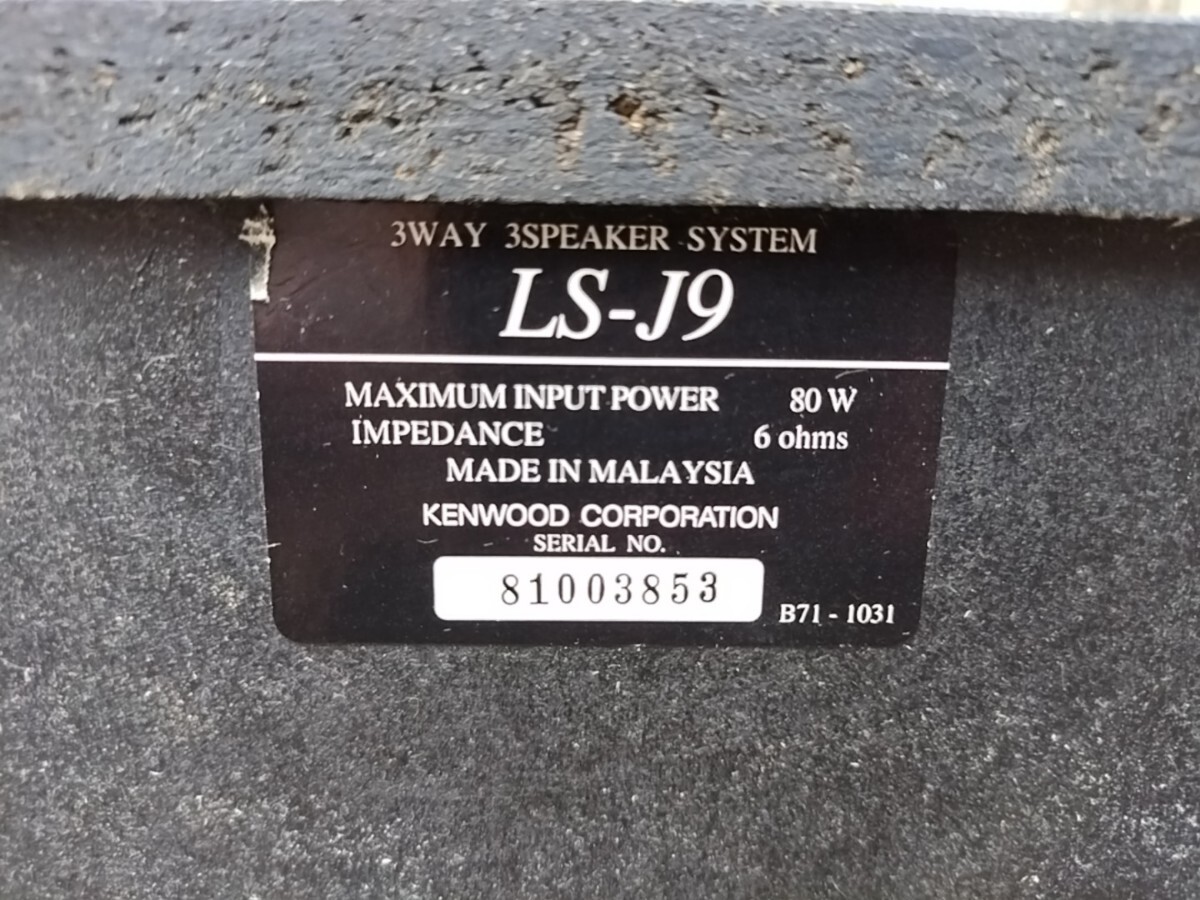 3WAY 3SPEAKER SYSTEM
LS-J9
MAXIMUM INPUT POWER 80 W
IMPEDANCE 6 ohms
MADE IN MALAYSIA
KENWOOD CORPORATION
SERIAL NO.
81003853
B71 - 1031